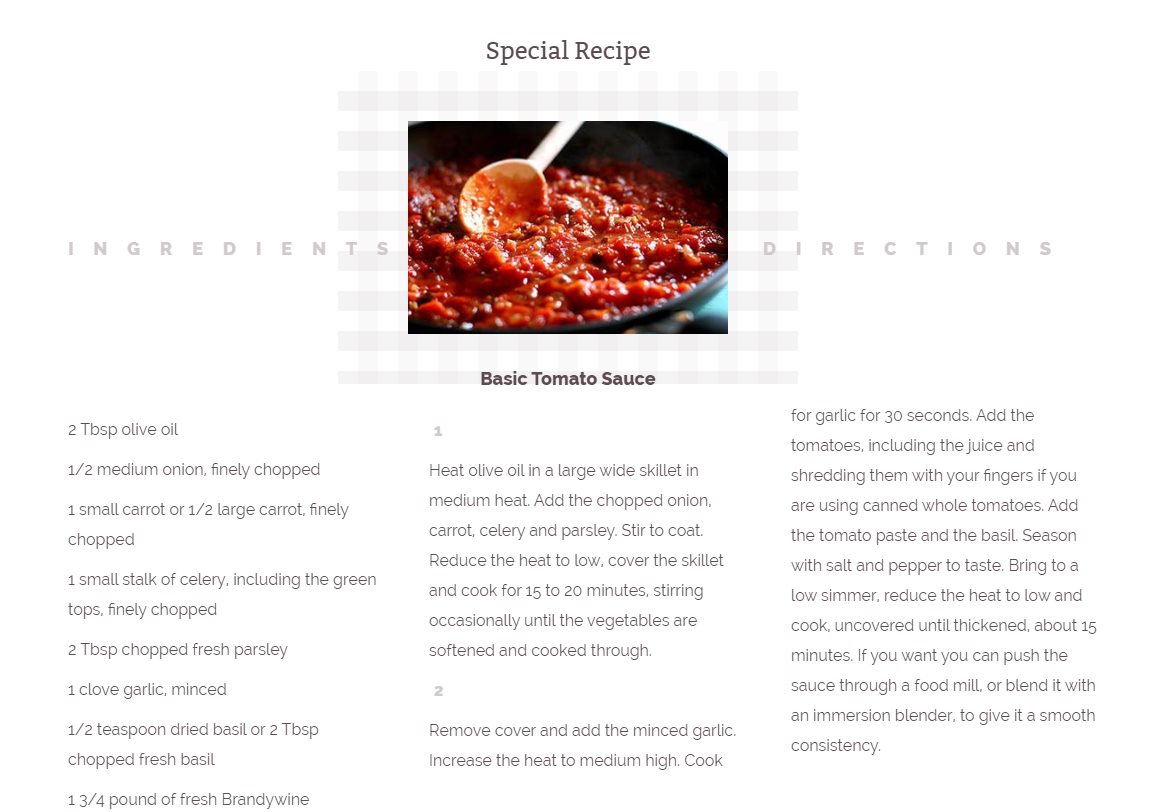 Special Recipe
INGREDIENTS
DIRECTIONS
Basic Tomato Sauce
2 Tbsp olive oil
1/2 medium onion, finely chopped
1 small carrot or 1/2 large carrot, finely
chopped
1 small stalk of celery, including the green
tops, finely chopped
2 Tbsp chopped fresh parsley
1 clove garlic, minced
1/2 teaspoon dried basil or 2 Tbsp
chopped fresh basil
1 3/4 pound of fresh Brandywine
1
Heat olive oil in a large wide skillet in
medium heat. Add the chopped onion,
carrot, celery and parsley. Stir to coat.
Reduce the heat to low, cover the skillet
and cook for 15 to 20 minutes, stirring
occasionally until the vegetables are
softened and cooked through.
2
Remove cover and add the minced garlic.
Increase the heat to medium high. Cook
for garlic for 30 seconds. Add the
tomatoes, including the juice and
shredding them with your fingers if you
are using canned whole tomatoes. Add
the tomato paste and the basil. Season
with salt and pepper to taste. Bring to a
low simmer, reduce the heat to low and
cook, uncovered until thickened, about 15
minutes. If you want you can push the
sauce through a food mill, or blend it with
an immersion blender, to give it a smooth
consistency.